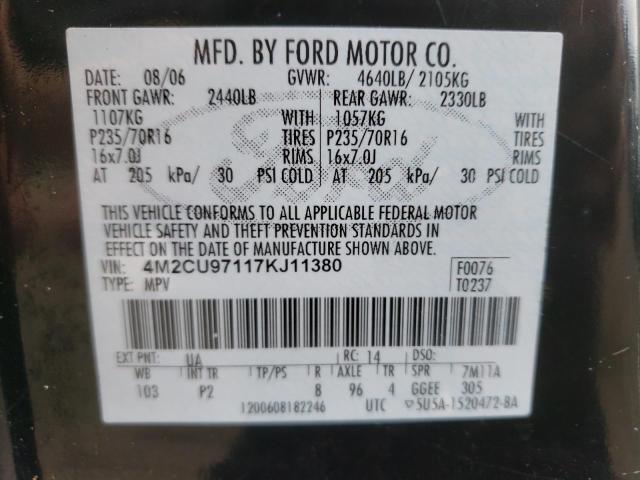 MFD. BY FORD MOTOR CO.
DATE: 08/06 GVWR: 4640LB/ 2105KG
FRONT GAWR: 2440LB REAR GAWR: 2330LB
1107KG WITH 1057KG WITH
P235/70R16 TIRES P235/70R16 TIRES
16x7.0J RIMS 16x7.0J RIMS
AT 205 kPa/ 30 PSI COLD AT 205 kPa/ 30 PSI COLD
THIS VEHICLE CONFORMS TO ALL APPLICABLE FEDERAL MOTOR
VEHICLE SAFETY AND THEFT PREVENTION STANDARDS IN
EFFECT ON THE DATE OF MANUFACTURE SHOWN ABOVE.
VIN: 4M2CU97117KJ11380 F0076
TYPE: MPV T0237
EXT PNT: UA RC: 14 DSO:
WB INT TR TP/PS R AXLE TR SPR 7M11A
103 P2 8 96 4 GGEE 305
1200608182246 UTC ▽5U5A-1520472-BA
Ford